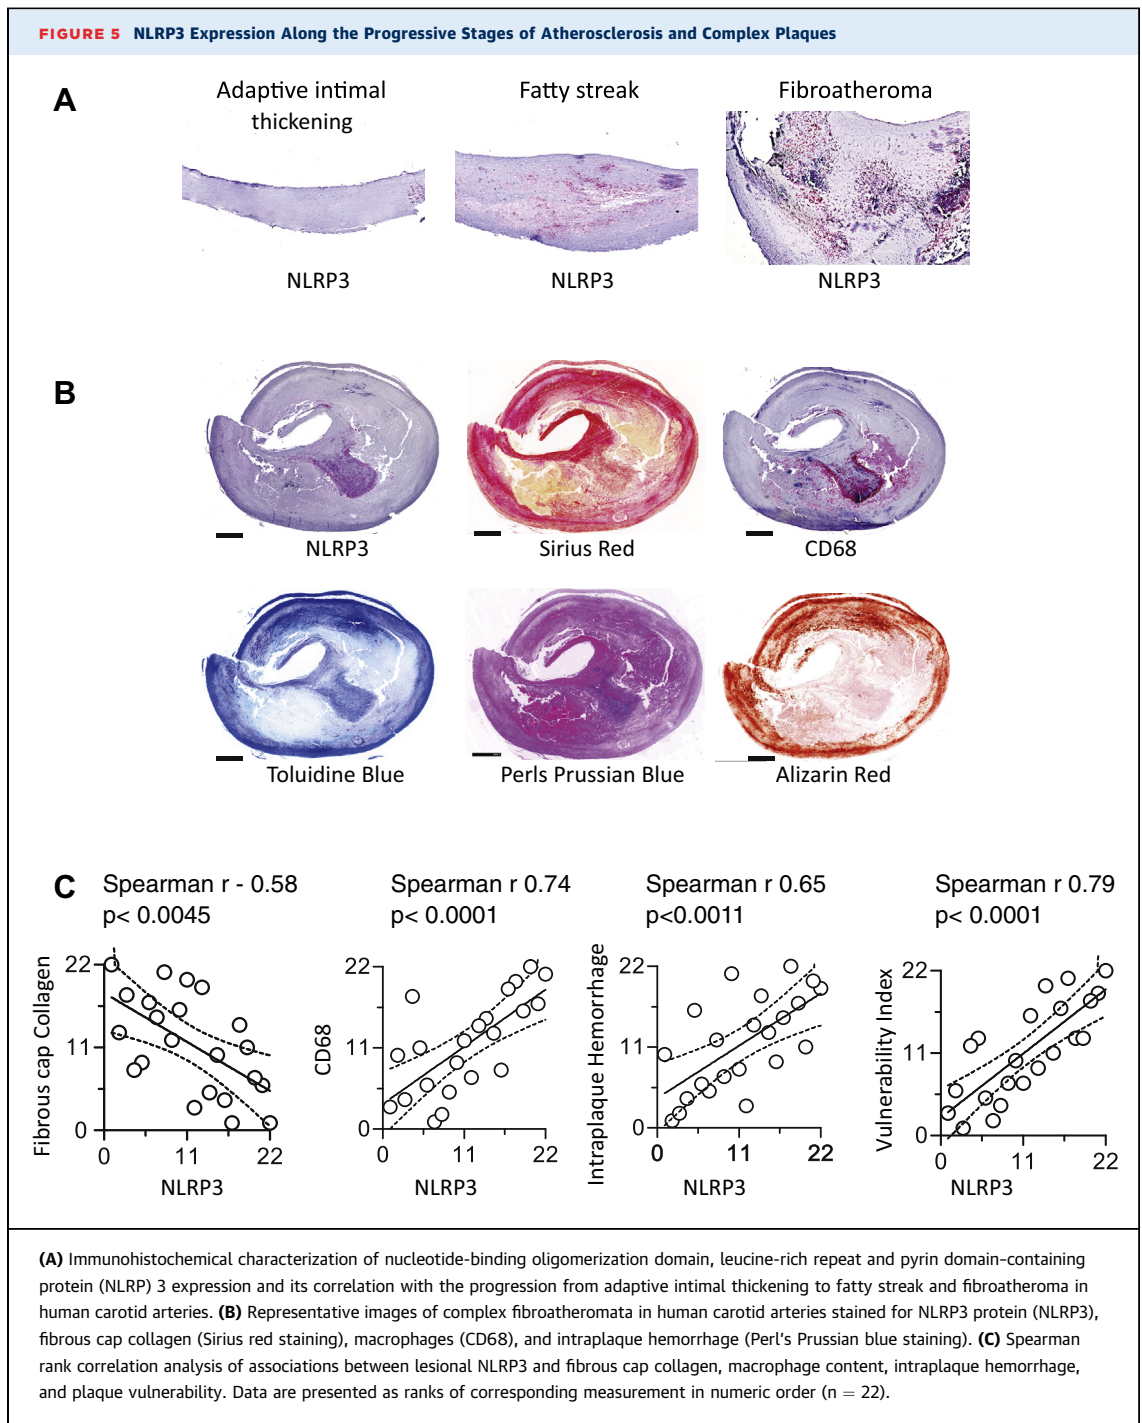 FIGURE 5 NLRP3 Expression Along the Progressive Stages of Atherosclerosis and Complex Plaques
A
Adaptive intimal thickening
Fatty streak
Fibroatheroma
NLRP3
NLRP3
NLRP3
B
NLRP3
Sirius Red
CD68
Toluidine Blue
Perls Prussian Blue
Alizarin Red
C
Spearman r - 0.58
p< 0.0045
Fibrous cap Collagen
22
11
0
0 11 22
NLRP3
Spearman r 0.74
p< 0.0001
CD68
22
11
0
0 11 22
NLRP3
Spearman r 0.65
p<0.0011
Intraplaque Hemorrhage
22
11
0
0 11 22
NLRP3
Spearman r 0.79
p< 0.0001
Vulnerability Index
22
11
0
0 11 22
NLRP3
(A) Immunohistochemical characterization of nucleotide-binding oligomerization domain, leucine-rich repeat and pyrin domain-containing
protein (NLRP) 3 expression and its correlation with the progression from adaptive intimal thickening to fatty streak and fibroatheroma in
human carotid arteries. (B) Representative images of complex fibroatheromata in human carotid arteries stained for NLRP3 protein (NLRP3),
fibrous cap collagen (Sirius red staining), macrophages (CD68), and intraplaque hemorrhage (Perl's Prussian blue staining). (C) Spearman
rank correlation analysis of associations between lesional NLRP3 and fibrous cap collagen, macrophage content, intraplaque hemorrhage,
and plaque vulnerability. Data are presented as ranks of corresponding measurement in numeric order (n = 22).